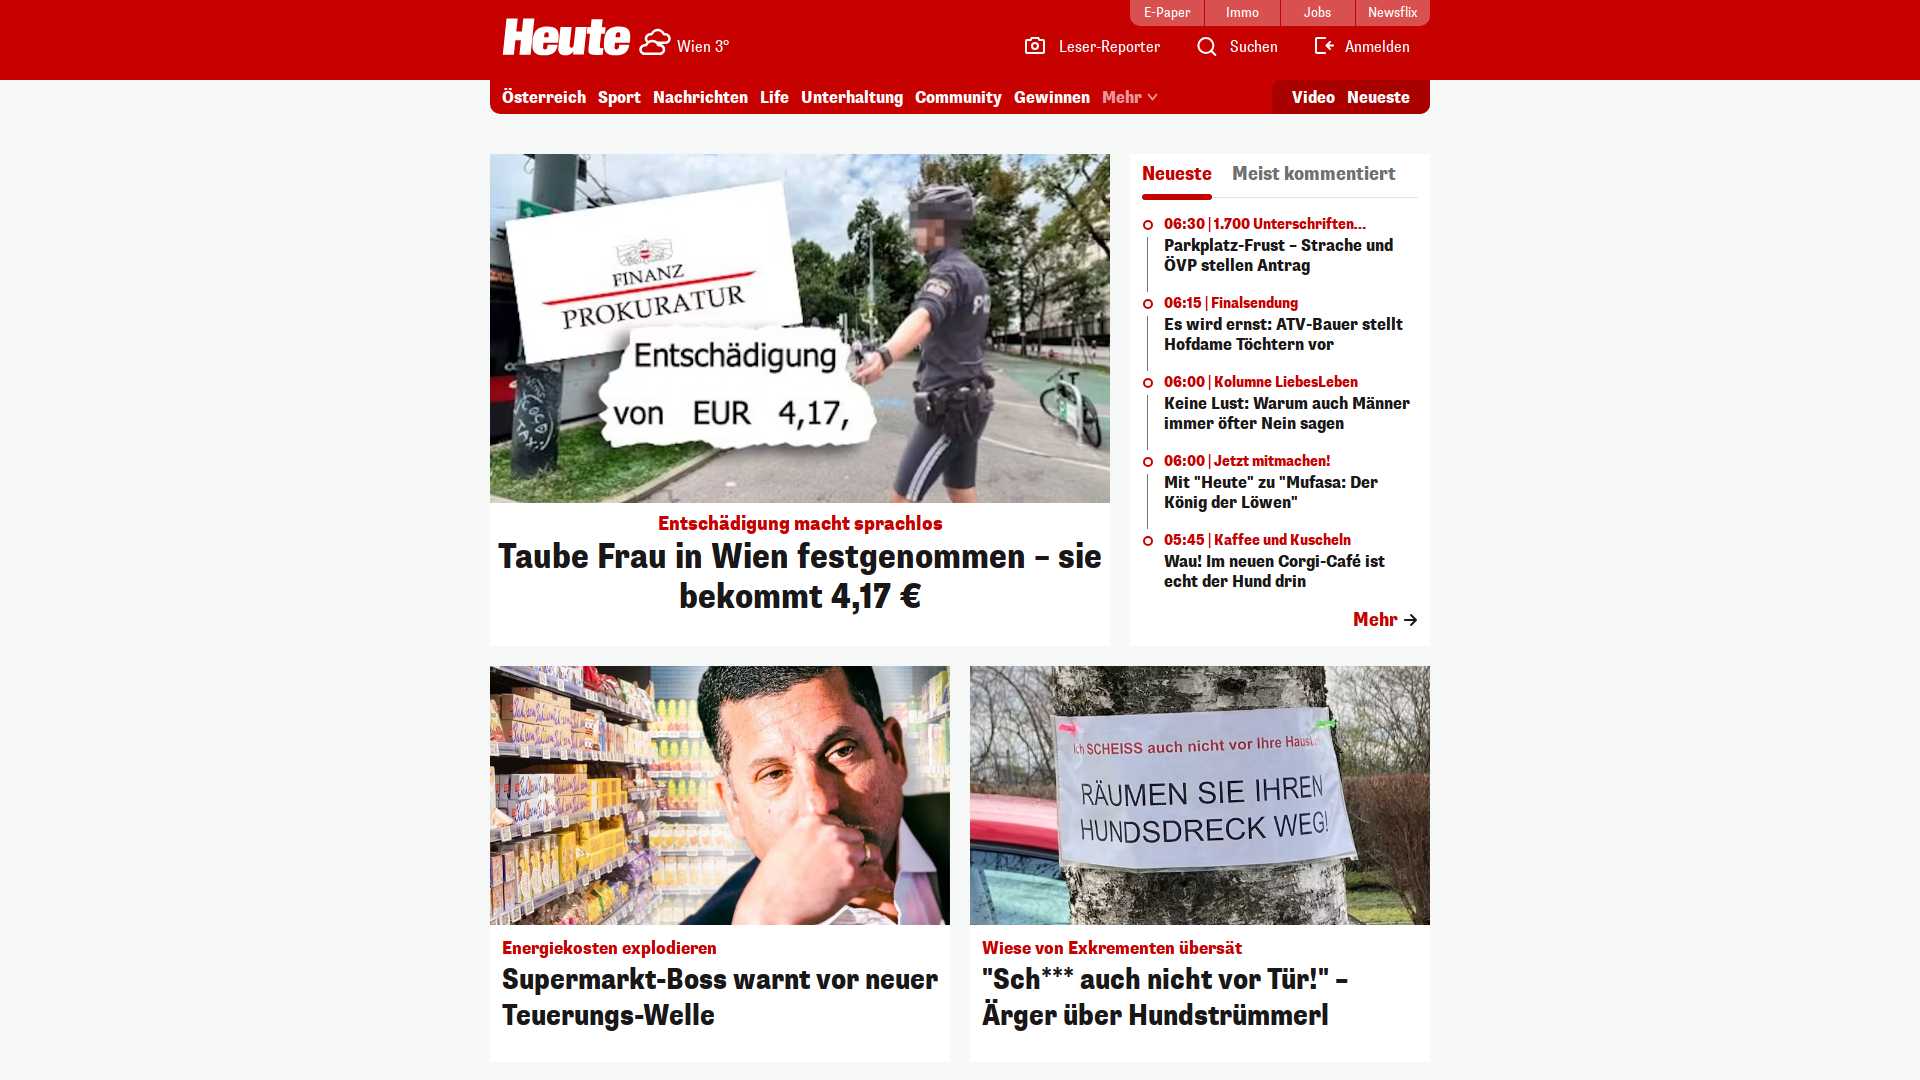 E-Paper
Immo
Jobs
Newsflix
Heute
Wien 3°
Leser-Reporter
Suchen
Anmelden
Österreich
Sport
Nachrichten
Life
Unterhaltung
Community
Gewinnen
Mehr
Video
Neueste
FINANZ
PROKURATUR
Entschädigung
von EUR 4,17,
Entschädigung macht sprachlos
Taube Frau in Wien festgenommen – sie
bekommt 4,17 €
Neueste
Meist kommentiert
06:30 | 1.700 Unterschriften...
Parkplatz-Frust – Strache und
ÖVP stellen Antrag
06:15 | Finalsendung
Es wird ernst: ATV-Bauer stellt
Hofdame Töchtern vor
06:00 | Kolumne LiebesLeben
Keine Lust: Warum auch Männer
immer öfter Nein sagen
06:00 | Jetzt mitmachen!
Mit "Heute" zu "Mufasa: Der
König der Löwen"
05:45 | Kaffee und Kuscheln
Wau! Im neuen Corgi-Café ist
echt der Hund drin
Mehr
Energiekosten explodieren
Supermarkt-Boss warnt vor neuer
Teuerungs-Welle
Ich SCHEISS auch nicht vor Ihre
RÄUMEN SIE IHREN
HUNDSDRECK WEG!
Wiese von Exkrementen übersät
"Sch*** auch nicht vor Tür!" –
Ärger über Hundstrümmerl